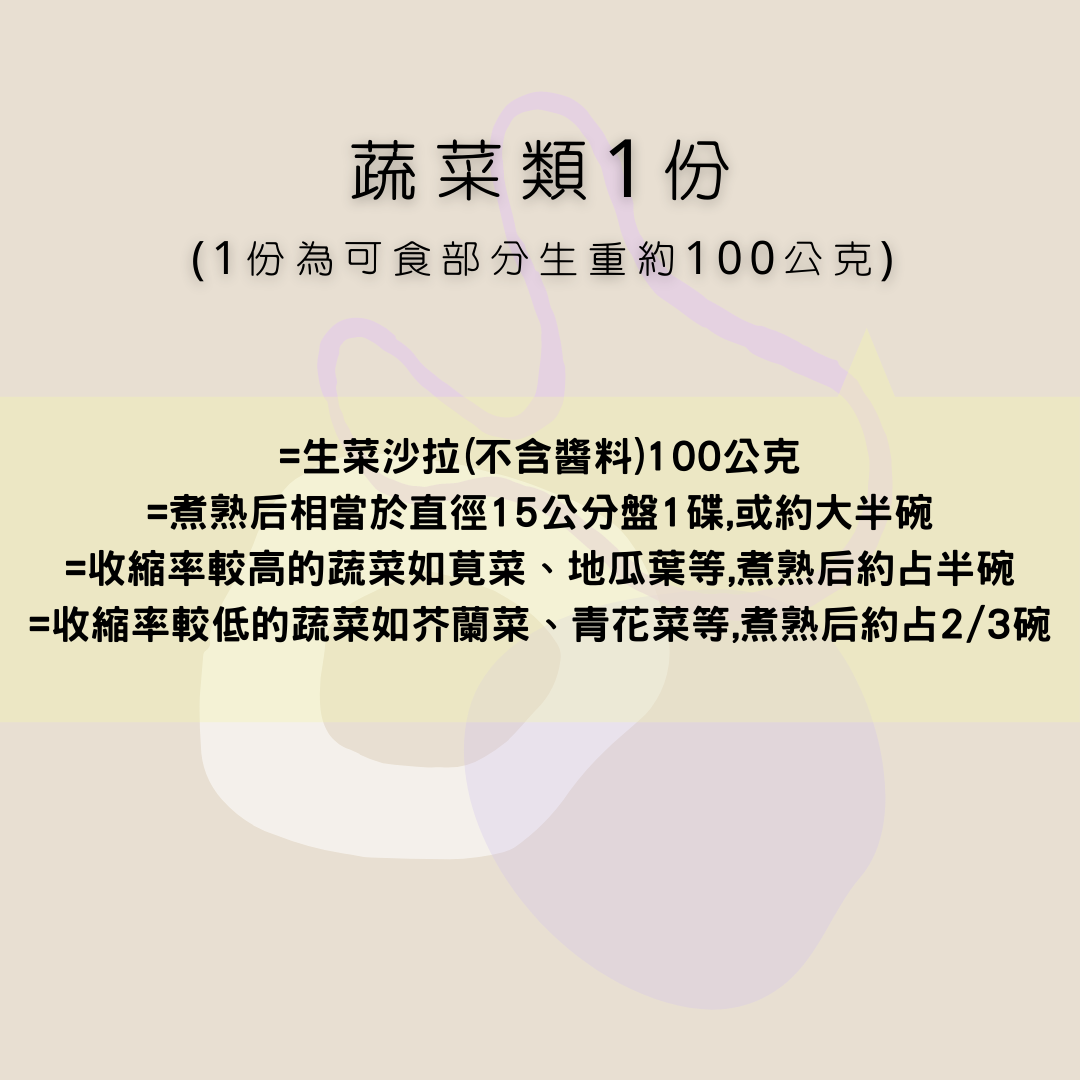 蔬菜類1份
(1份為可食部分生重約100公克)
=生菜沙拉(不含醬料)100公克
=煮熟后相當於直徑15公分盤1碟,或約大半碗
=收縮率較高的蔬菜如莧菜、地瓜葉等,煮熟后約占半碗
=收縮率較低的蔬菜如芥蘭菜、青花菜等,煮熟后約占2/3碗